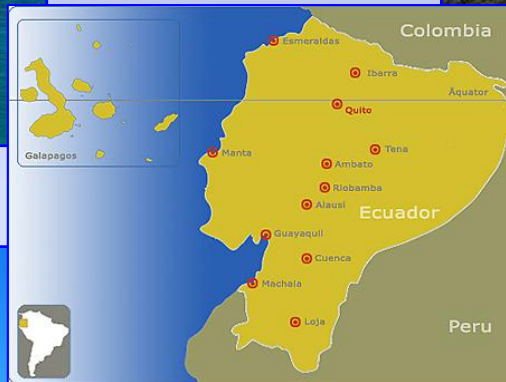 Colombia
Esmeraldas
Ibarra
Äquator
Quito
Galapagos
Manta
Tena
Ambato
Riobamba
Alausi
Ecuador
Guayaquil
Cuenca
Machala
Loja
Peru